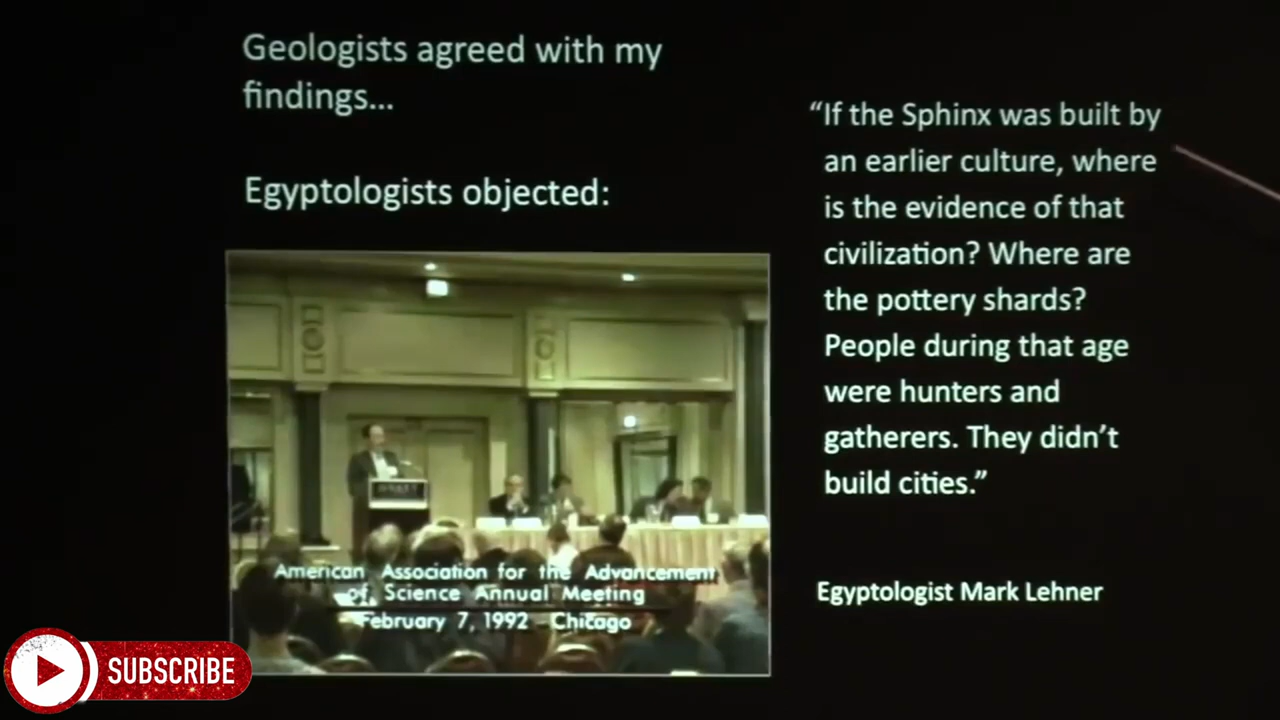 Geologists agreed with my
findings...
Egyptologists objected:
“If the Sphinx was built by
an earlier culture, where
is the evidence of that
civilization? Where are
the pottery shards?
People during that age
were hunters and
gatherers. They didn’t
build cities.”
Egyptologist Mark Lehner
HYATT
American Association for the Advancement
of Science Annual Meeting
February 7, 1992 Chicago
SUBSCRIBE